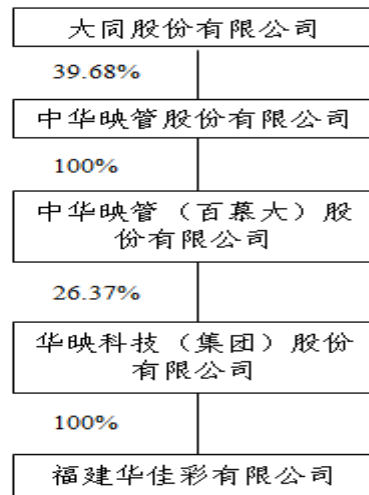 大同股份有限公司
39.68%
中华映管股份有限公司
100%
中华映管（百慕大）股
份有限公司
26.37%
华映科技（集团）股份
有限公司
100%
福建华佳彩有限公司